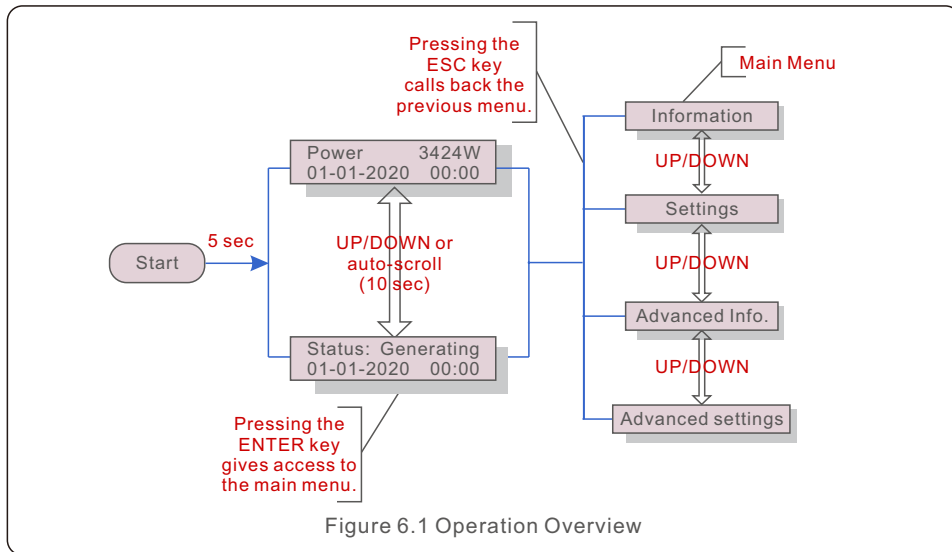 Pressing the
ESC key
calls back the
previous menu.
Main Menu
Information
UP/DOWN
Settings
UP/DOWN
Advanced Info.
UP/DOWN
Advanced settings
Power 3424W
01-01-2020 00:00
5 sec
Start
UP/DOWN or
auto-scroll
(10 sec)
Status: Generating
01-01-2020 00:00
Pressing the
ENTER key
gives access to
the main menu.
Figure 6.1 Operation Overview